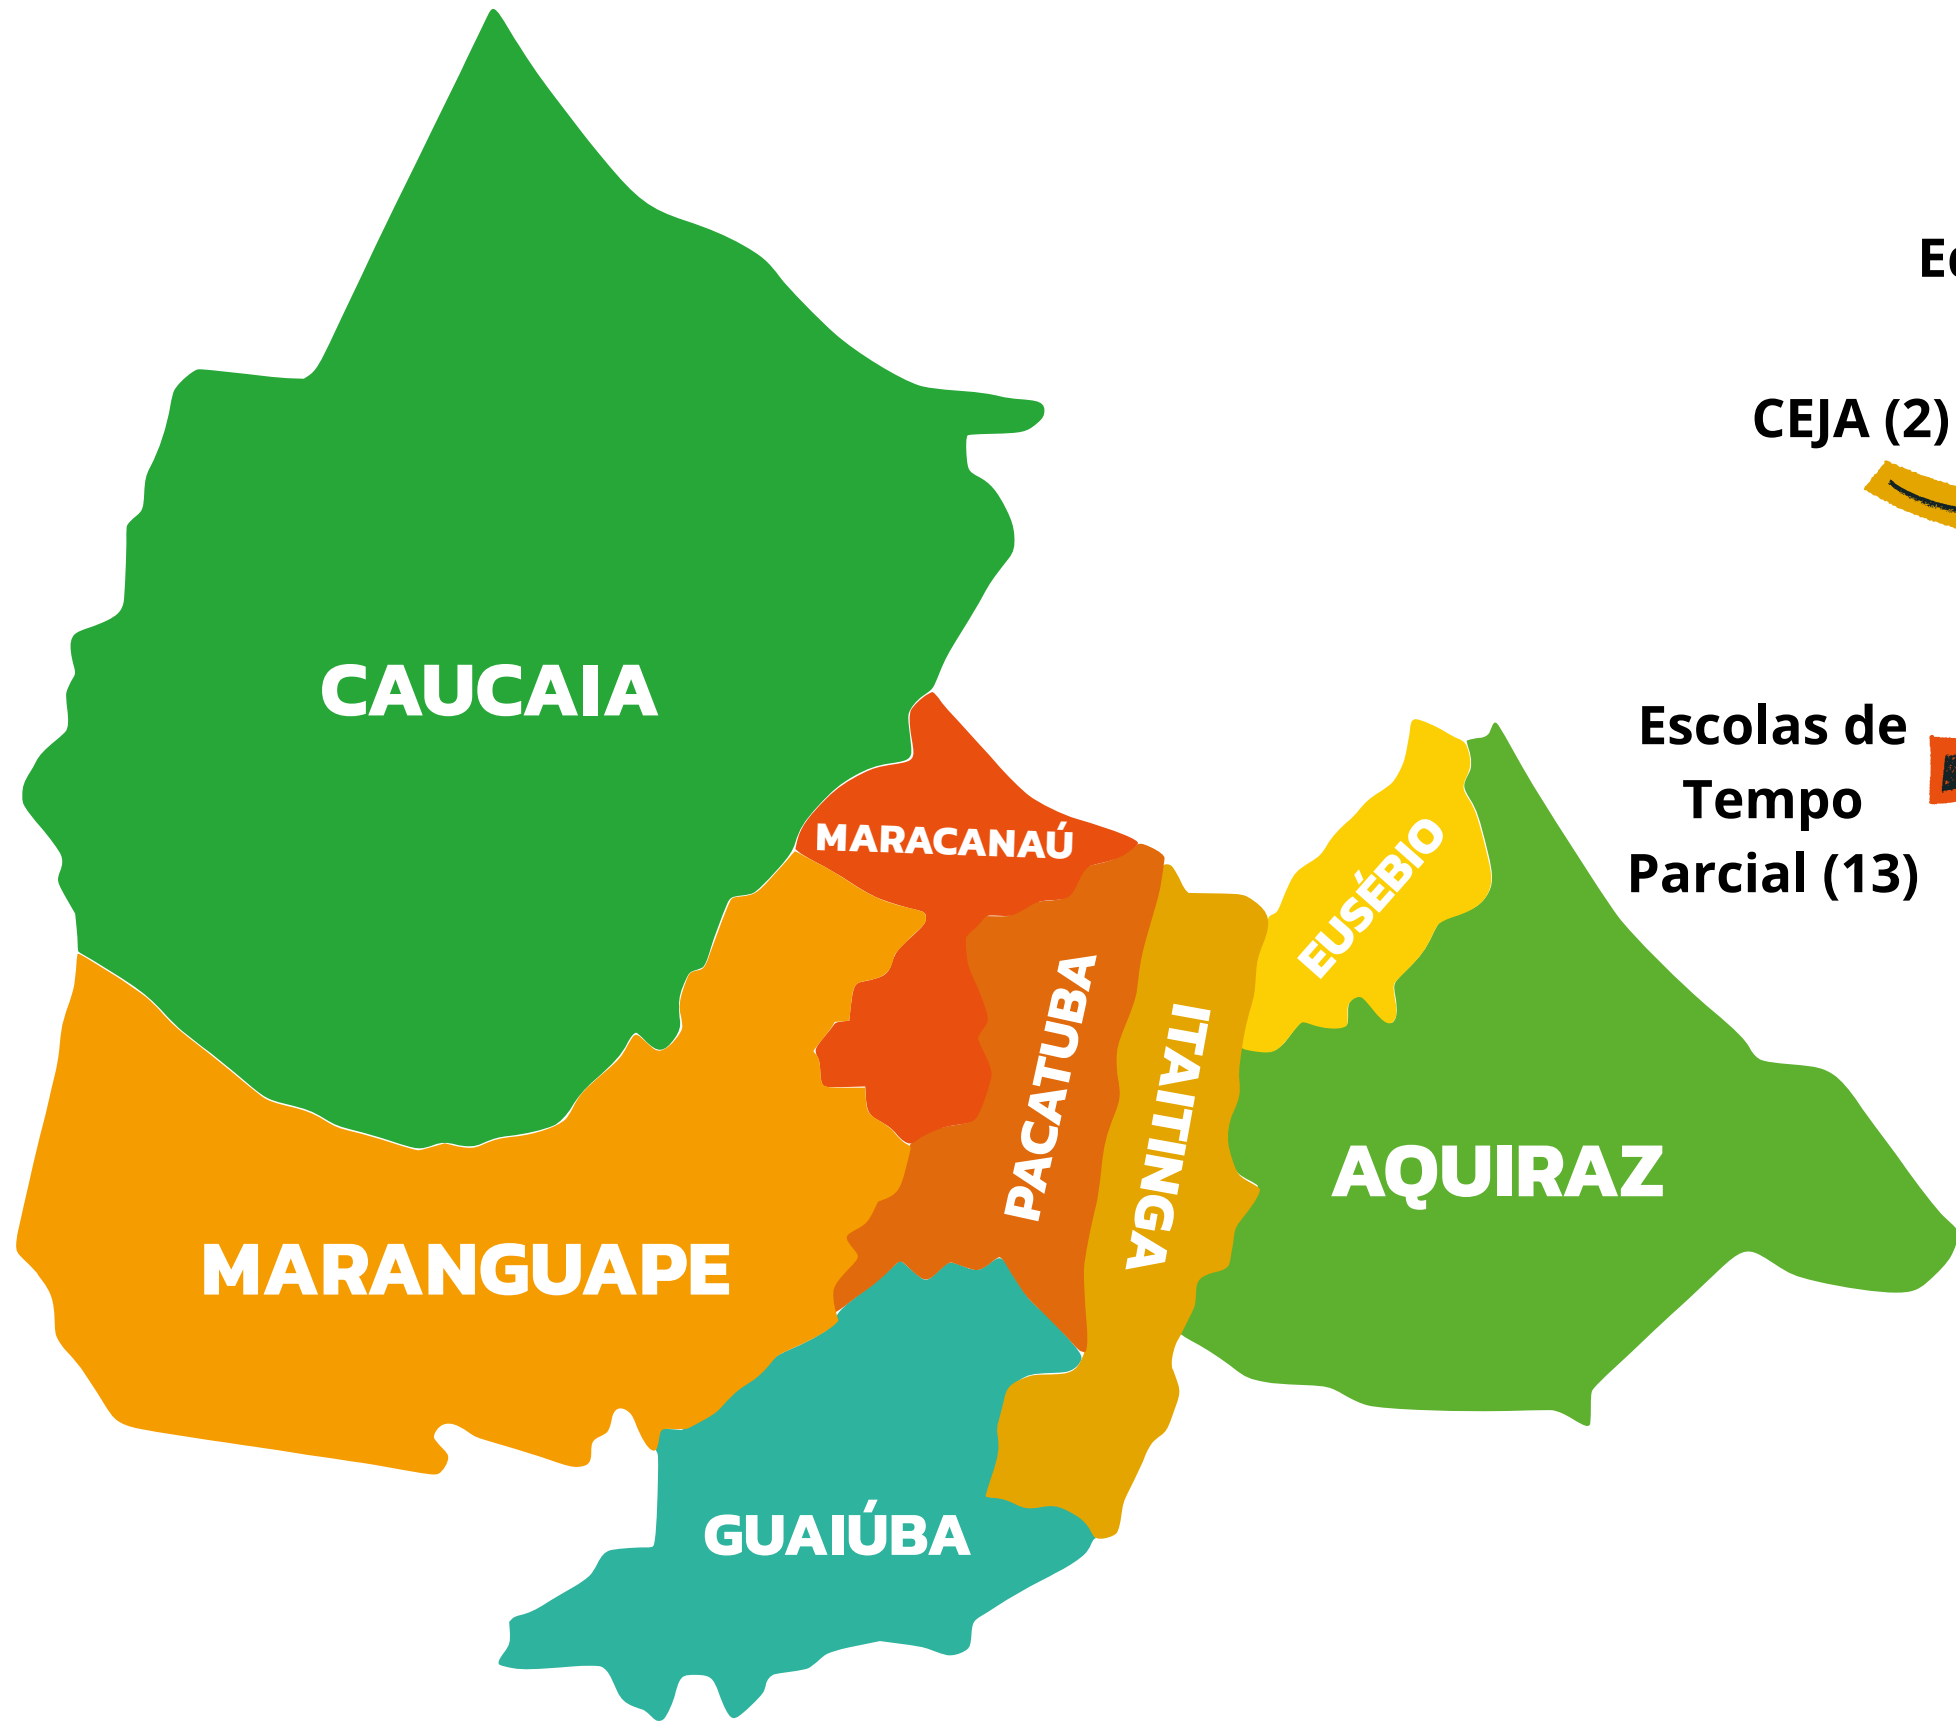 CAUCAIA
MARACANAÚ
EUSÉBIO
PACATUBA
ITAITINGA
AQUIRAZ
MARANGUAPE
GUAIÚBA
CEJA (2)
Escolas de
Tempo
Parcial (13)